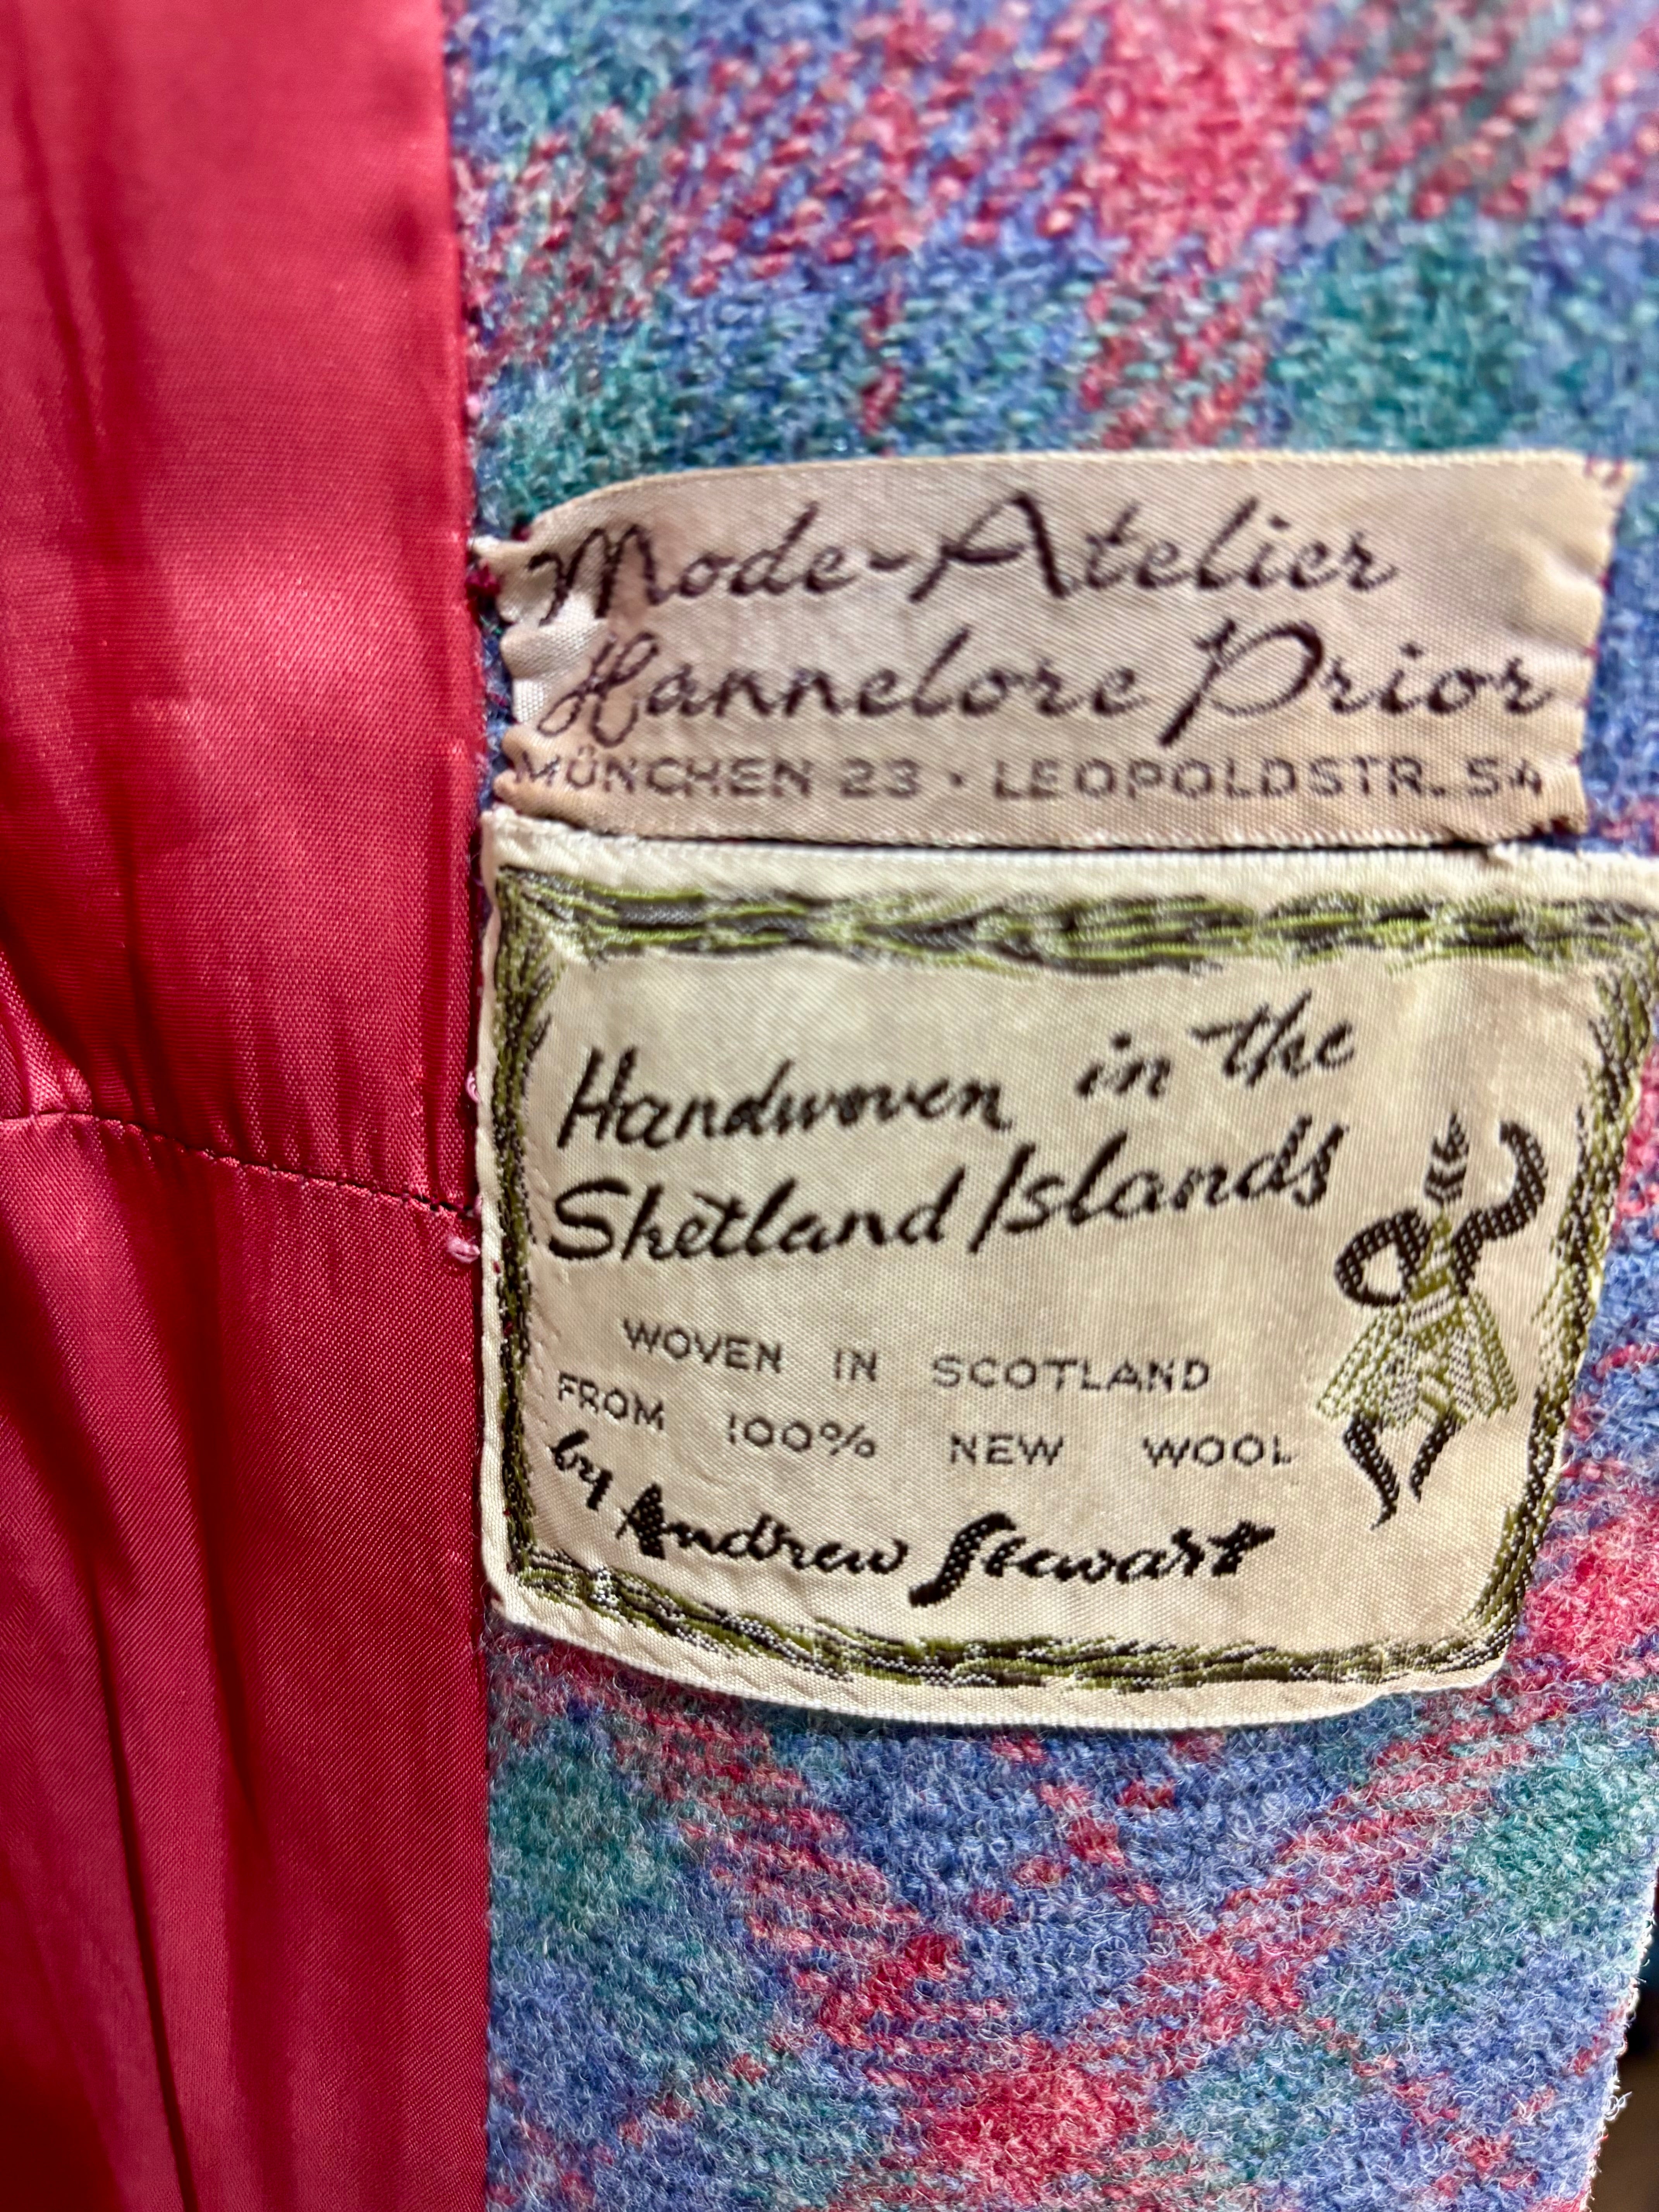 Mode-Atelier
Hannelore Prior
MÜNCHEN 23 · LEOPOLDSTR. 54
Handwoven in the
Shetland Islands
WOVEN IN SCOTLAND
FROM 100% NEW WOOL
by Andrew Stewart